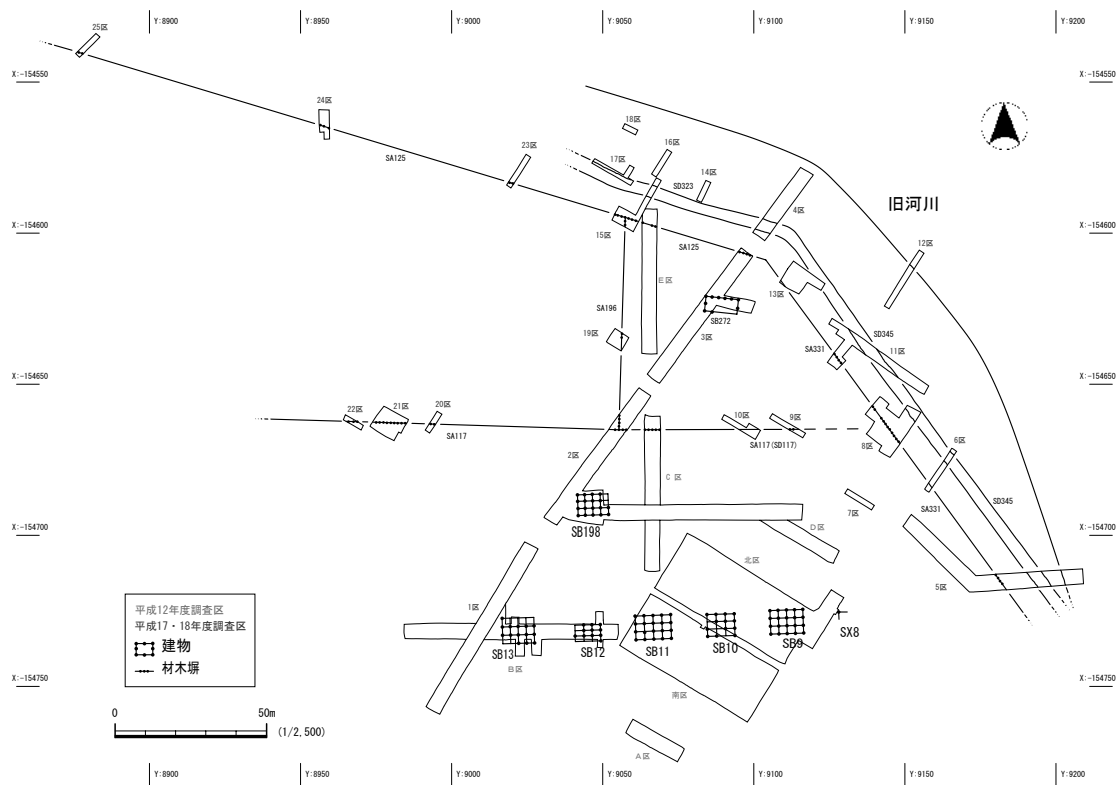 Y:8900
Y:8950
Y:9000
Y:9050
Y:9100
Y:9150
Y:9200
25区
X:-154550
X:-154550
24区
18区
SA125
23区
17区
16区
14区
SD323
4区
旧河川
X:-154600
X:-154600
15区
SA125
12区
E区
13区
SA196
SB272
19区
3区
SD345
SA331
11区
X:-154650
X:-154650
22区
21区
20区
SA117
10区
9区
SA117(SD117)
8区
6区
2区
C区
SA331
SD345
7区
X:-154700
X:-154700
SB198
D区
北区
5区
1区
平成12年度調査区
平成17・18年度調査区
建物
材木塀
SX8
SB13
SB12
SB11
SB10
SB9
B区
X:-154750
南区
X:-154750
0
50m
(1/2,500)
A区
Y:8900
Y:8950
Y:9000
Y:9050
Y:9100
Y:9150
Y:9200